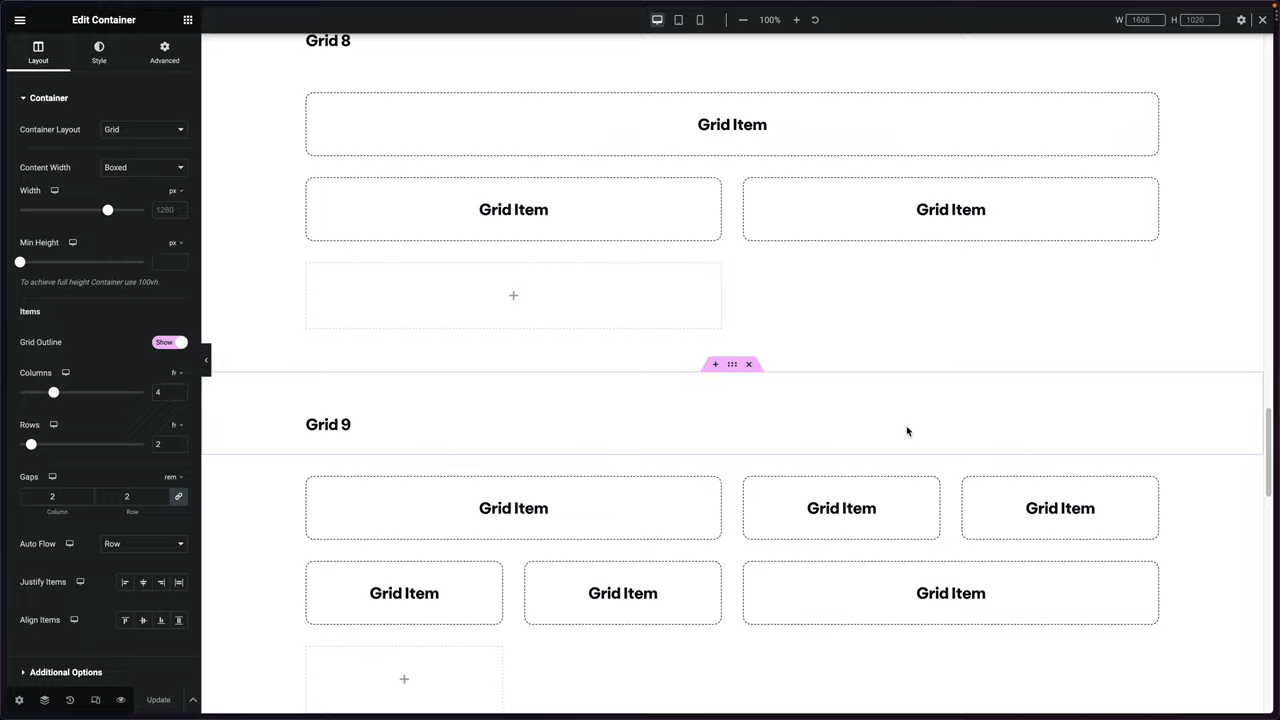 Edit Container
100%
W 1608 H 1020
Layout Style Advanced
Container
Container Layout Grid
Content Width Boxed
Width px
1280
Min Height px
To achieve full height Container use 100vh.
Items
Grid Outline Show
Columns fr
4
Rows fr
2
Gaps rem
2 2
Column Row
Auto Flow Row
Justify Items
Align Items
Additional Options
Update
Grid 8
Grid Item
Grid Item Grid Item
+
Grid 9
Grid Item Grid Item Grid Item
Grid Item Grid Item Grid Item
+